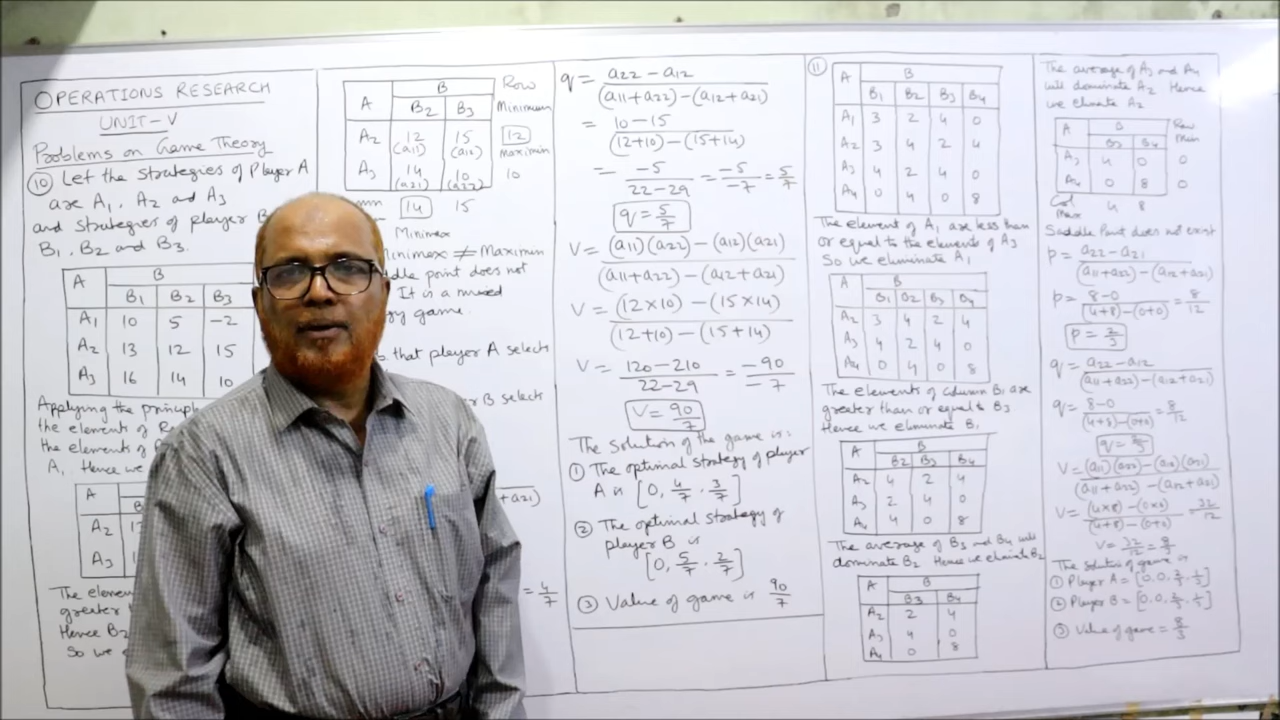 OPERATIONS RESEARCH
UNIT-V
Problems on Game Theory
10 Let the strategies of Player A
are A1, A2 and A3
and strategies of player B
B1, B2 and B3.
A B
B1 B2 B3
A1 10 5 -2
A2 13 12 15
A3 16 14 10
Applying the principle
the elements of
the elements of
A1. Hence we
A
A2
A3
The elemen
greater
Hence B2
So we
A B Row
B2 B3 Minimum
A2 12 15 12
(a11) (a12) Maximin
A3 14 10 10
(a21) (a22)
14 15
Minimax
Minimax ≠ Maximin
point does not
It is a mixed
game.
that player A selects
B select
+a21)
= 4/7
q = a22-a12 / (a11+a22)-(a12+a21)
= 10-15 / (12+10)-(15+14)
= -5 / 22-29 = -5/-7 = 5/7
q = 5/7
V = (a11)(a22)-(a12)(a21) / (a11+a22)-(a12+a21)
V = (12×10)-(15×14) / (12+10)-(15+14)
V = 120-210 / 22-29 = -90/-7
V = 90/7
The solution of the game is:
1 The optimal strategy of player
A is [0, 4/7, 3/7]
2 The optimal strategy of
player B is
[0, 5/7, 2/7]
3 Value of game is 90/7
11 A B
B1 B2 B3 B4
A1 3 2 4 0
A2 3 4 2 4
A3 4 2 4 0
A4 0 4 0 8
The element of A1 are less than
or equal to the elements of A3
So we eliminate A1
A B
B1 B2 B3 B4
A2 3 4 2 4
A3 4 2 4 0
A4 0 4 0 8
The elements of column B1 are
greater than or equal to B3
Hence we eliminate B1
A B
B2 B3 B4
A2 4 2 4
A3 2 4 0
A4 4 0 8
The average of B3 and B4 will
dominate B2 Hence we eliminate B2
A B
B3 B4
A2 2 4
A3 4 0
A4 0 8
The average of A3 and A4
will dominate A2 Hence
we elimate A2
A B Row
B3 B4 Min
A3 4 0 0
A4 0 8 0
Col Max 4 8
Saddle Point does not exist
p = a22-a21 / (a11+a22)-(a12+a21)
p = 8-0 / (4+8)-(0+0) = 8/12
p = 2/3
q = a22-a12 / (a11+a22)-(a12+a21)
q = 8-0 / (4+8)-(0+0) = 8/12
q = 2/3
V = (a11)(a22)-(a12)(a21) / (a11+a22)-(a12+a21)
V = (4×8)-(0×0) / (4+8)-(0+0) = 32/12
V = 32/12 = 8/3
The solution of game is
1 Player A = [0, 0, 2/3, 1/3]
2 Player B = [0, 0, 2/3, 1/3]
3 Value of game = 8/3